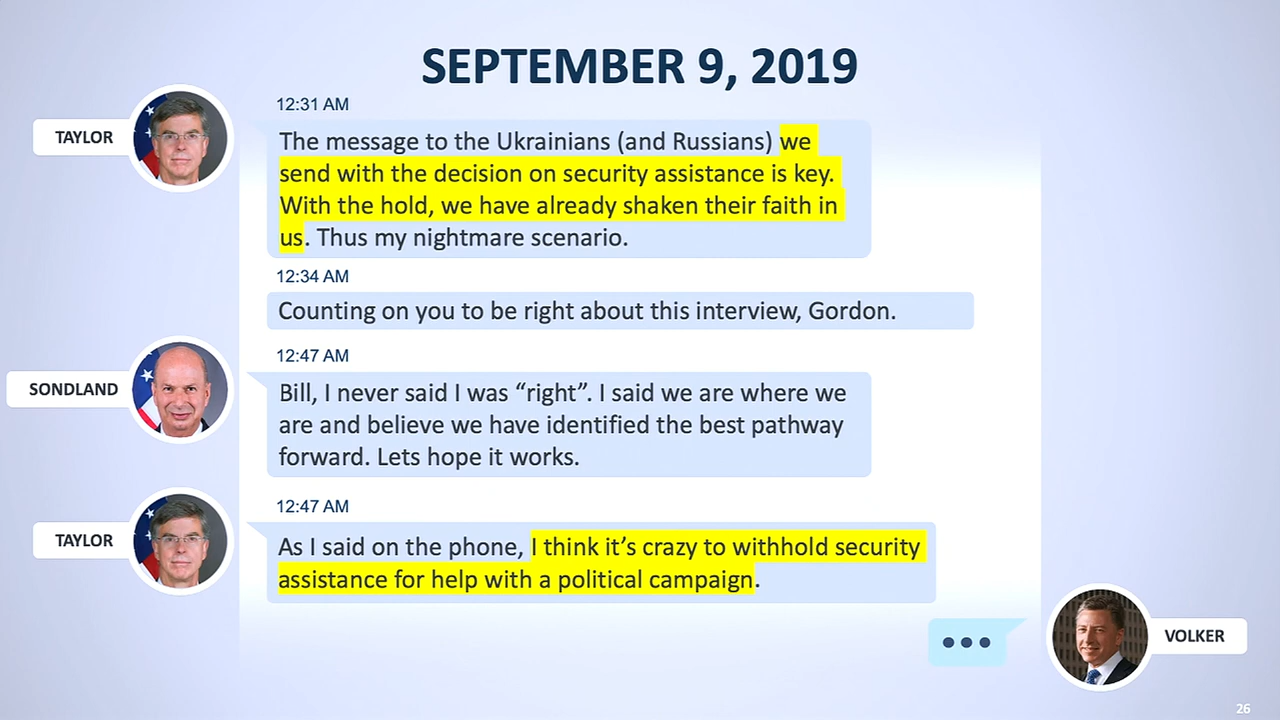 SEPTEMBER 9, 2019
12:31 AM
TAYLOR
The message to the Ukrainians (and Russians) we
send with the decision on security assistance is key.
With the hold, we have already shaken their faith in
us. Thus my nightmare scenario.
12:34 AM
Counting on you to be right about this interview, Gordon.
12:47 AM
SONDLAND
Bill, I never said I was “right”. I said we are where we
are and believe we have identified the best pathway
forward. Lets hope it works.
12:47 AM
TAYLOR
As I said on the phone, I think it’s crazy to withhold security
assistance for help with a political campaign.
VOLKER
26